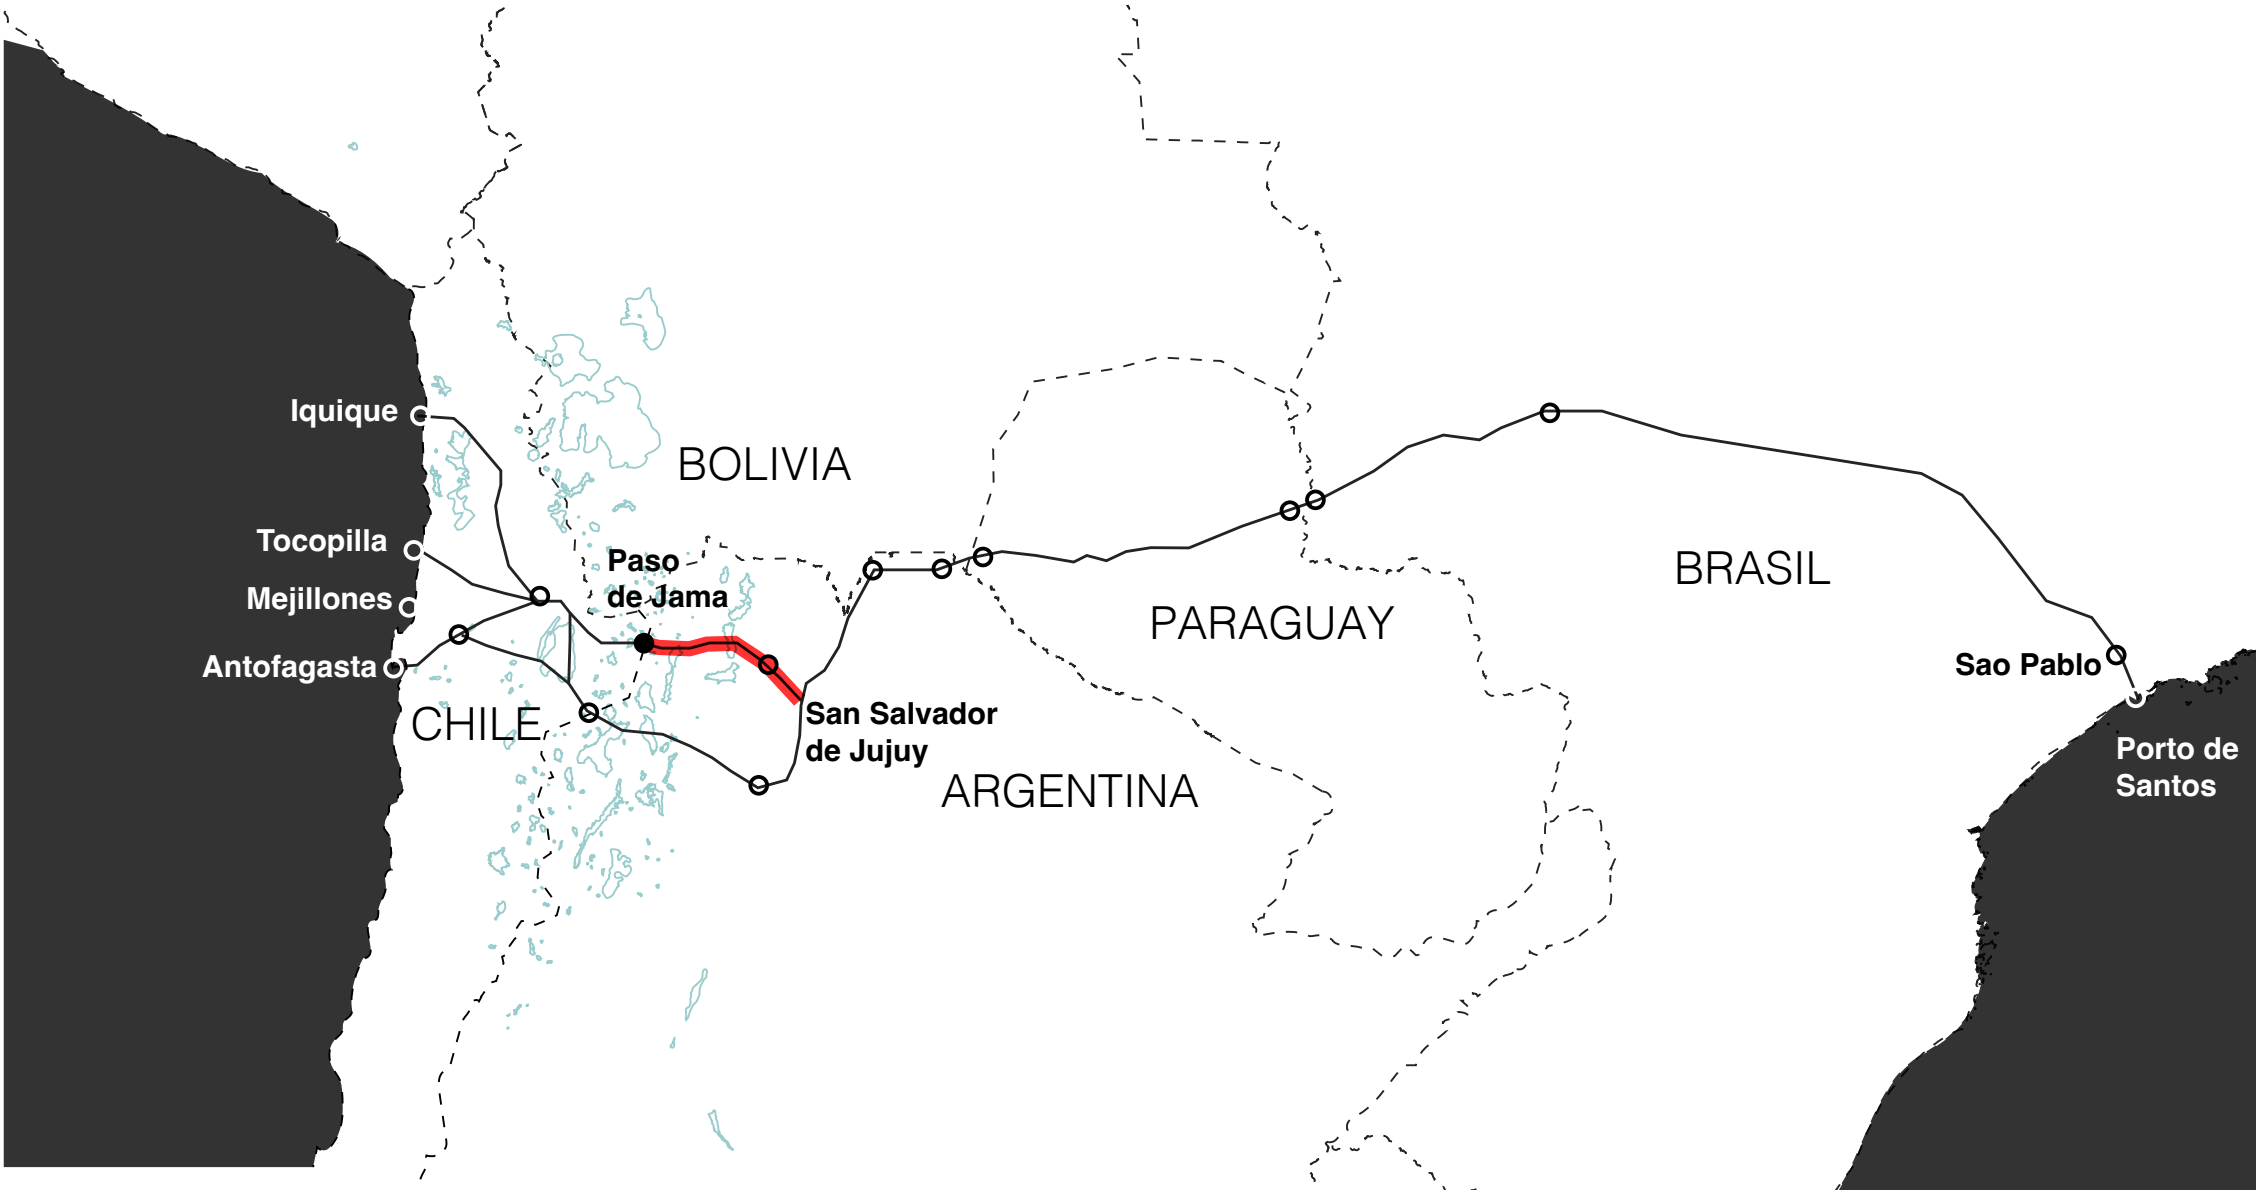 Iquique
BOLIVIA
Tocopilla
Paso
de Jama
BRASIL
Mejillones
PARAGUAY
Antofagasta
Sao Pablo
CHILE
San Salvador
de Jujuy
ARGENTINA
Porto de
Santos